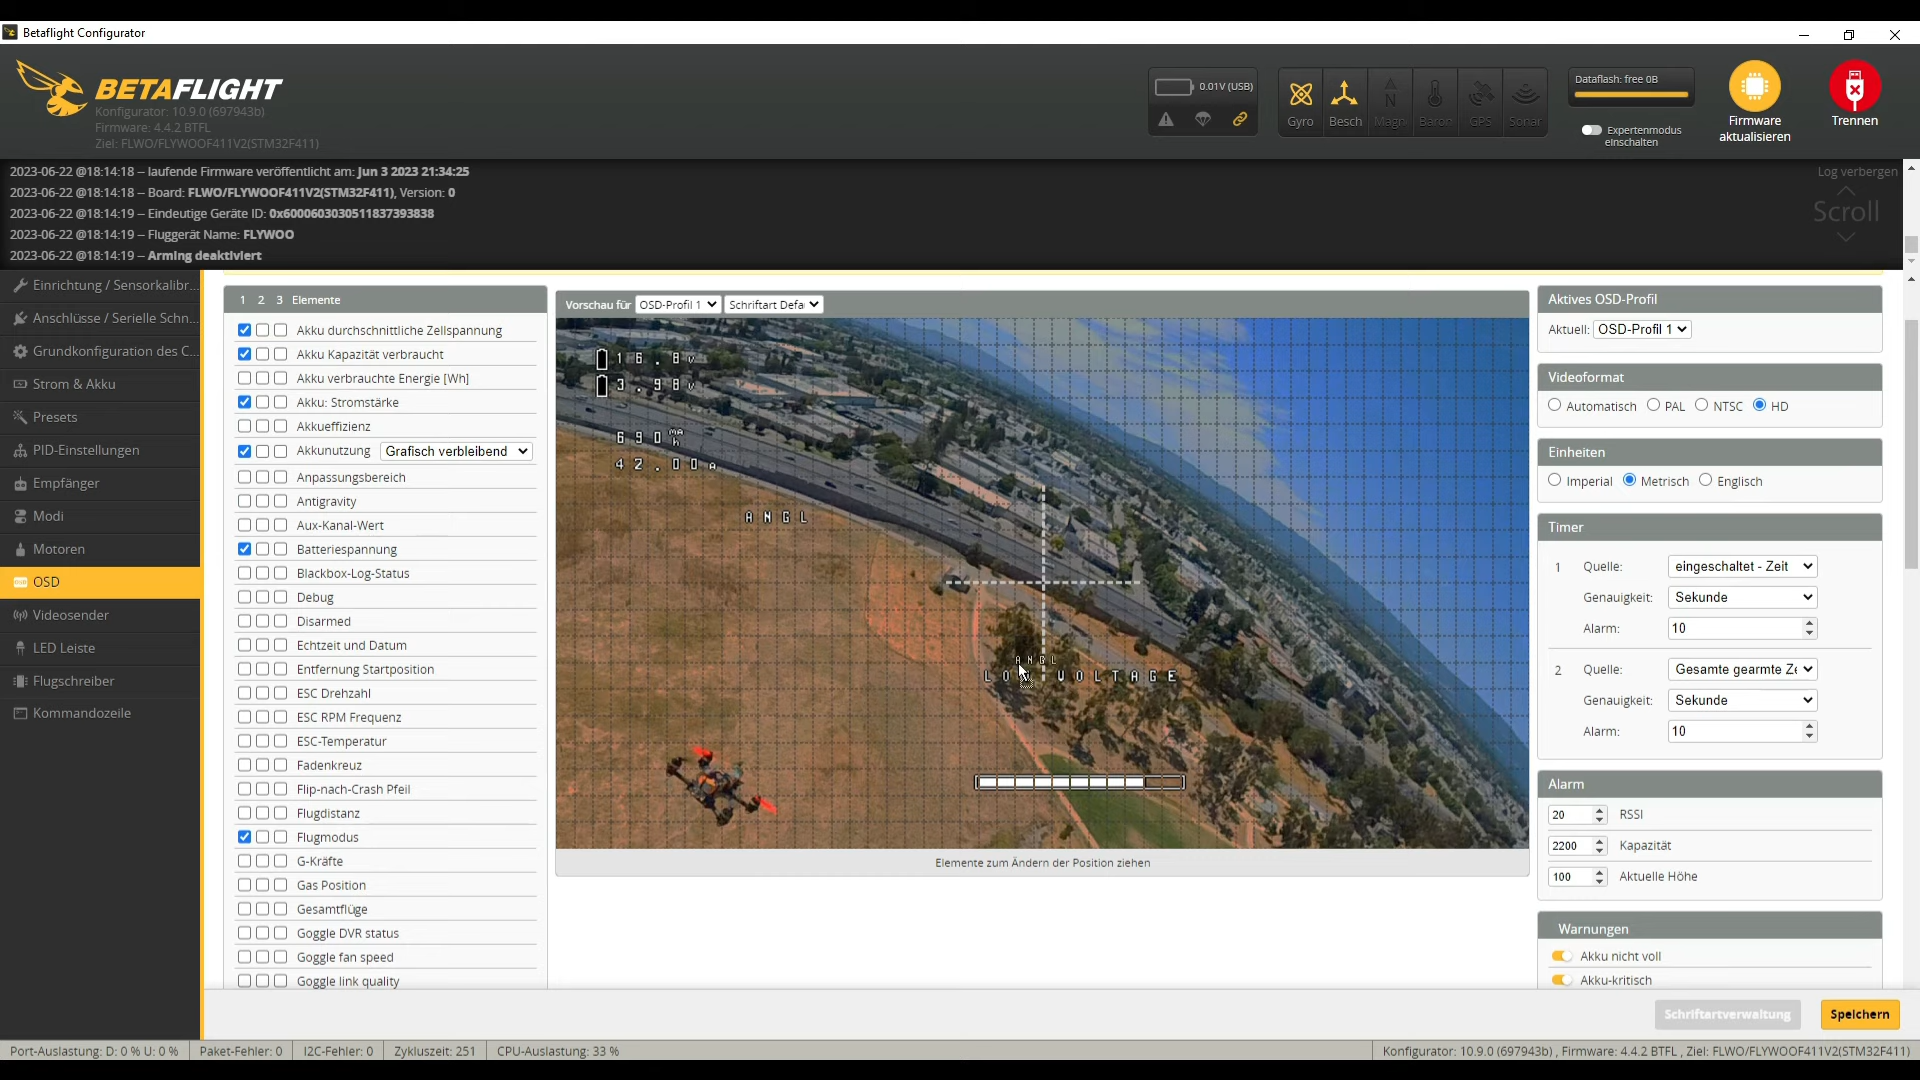 Betaflight Configurator
BETAFLIGHT
Konfigurator: 10.9.0 (697943b)
Firmware: 4.4.2 BTFL
Ziel: FLWO/FLYWOOF411V2(STM32F411)
0.01V (USB)
Gyro
Besch
Magn
Barom
GPS
Sonar
Dataflash: free 0B
Expertenmodus
einschalten
Firmware
aktualisieren
Trennen
2023-06-22 @18:14:18 -- laufende Firmware veröffentlicht am: Jun 3 2023 21:34:25
2023-06-22 @18:14:18 -- Board: FLWO/FLYWOOF411V2(STM32F411), Version: 0
2023-06-22 @18:14:19 -- Eindeutige Geräte ID: 0x6000603030511837393838
2023-06-22 @18:14:19 -- Fluggerät Name: FLYWOO
2023-06-22 @18:14:19 -- Arming deaktiviert
Log verbergen
Scroll
Einrichtung / Sensorkalibr...
Anschlüsse / Serielle Schn...
Grundkonfiguration des C...
Strom & Akku
Presets
PID-Einstellungen
Empfänger
Modi
Motoren
OSD
Videosender
LED Leiste
Flugschreiber
Kommandozeile
1 2 3 Elemente
Akku durchschnittliche Zellspannung
Akku Kapazität verbraucht
Akku verbrauchte Energie [Wh]
Akku: Stromstärke
Akkueffizienz
Akkunutzung Grafisch verbleibend
Anpassungsbereich
Antigravity
Aux-Kanal-Wert
Batteriespannung
Blackbox-Log-Status
Debug
Disarmed
Echtzeit und Datum
Entfernung Startposition
ESC Drehzahl
ESC RPM Frequenz
ESC-Temperatur
Fadenkreuz
Flip-nach-Crash Pfeil
Flugdistanz
Flugmodus
G-Kräfte
Gas Position
Gesamtflüge
Goggle DVR status
Goggle fan speed
Goggle link quality
Vorschau für OSD-Profil 1 Schriftart Defa
16.8V
3.98V
690mAh
42.00A
ANGL
ANGL
LOW VOLTAGE
Elemente zum Ändern der Position ziehen
Aktives OSD-Profil
Aktuell: OSD-Profil 1
Videoformat
Automatisch PAL NTSC HD
Einheiten
Imperial Metrisch Englisch
Timer
1 Quelle: eingeschaltet - Zeit
Genauigkeit: Sekunde
Alarm: 10
2 Quelle: Gesamte gearmte Ze
Genauigkeit: Sekunde
Alarm: 10
Alarm
20 RSSI
2200 Kapazität
100 Aktuelle Höhe
Warnungen
Akku nicht voll
Akku-kritisch
Schriftartverwaltung
Speichern
Port-Auslastung: D: 0 % U: 0 % Paket-Fehler: 0 I2C-Fehler: 0 Zykluszeit: 251 CPU-Auslastung: 33 %
Konfigurator: 10.9.0 (697943b) , Firmware: 4.4.2 BTFL , Ziel: FLWO/FLYWOOF411V2(STM32F411)